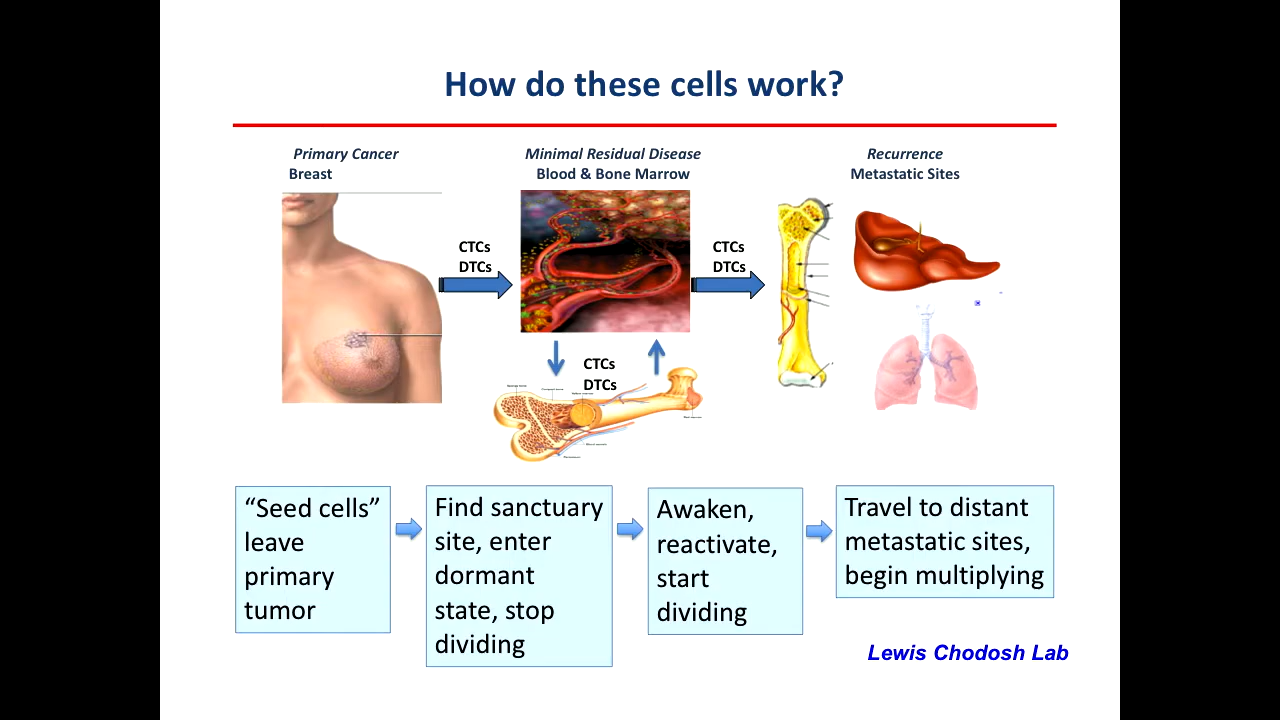 How do these cells work?
Primary Cancer
Breast
Minimal Residual Disease
Blood & Bone Marrow
Recurrence
Metastatic Sites
CTCs
DTCs
CTCs
DTCs
CTCs
DTCs
“Seed cells”
leave
primary
tumor
Find sanctuary
site, enter
dormant
state, stop
dividing
Awaken,
reactivate,
start
dividing
Travel to distant
metastatic sites,
begin multiplying
Lewis Chodosh Lab